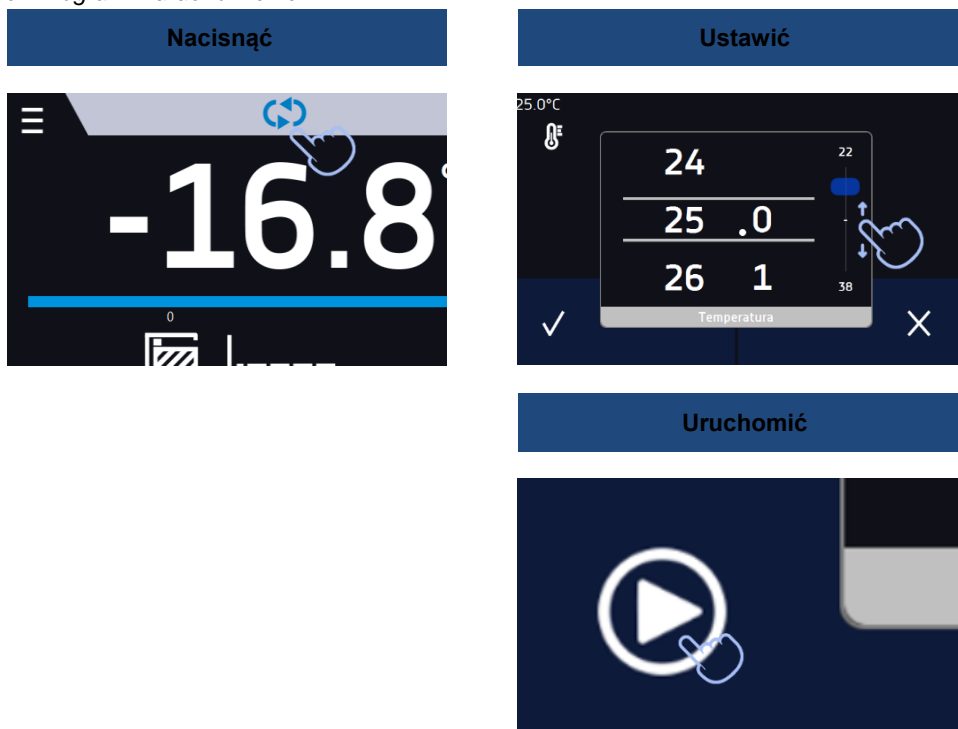 Nacisnąć
Ustawić
-16.8°
0
25.0°C
24
22
25 .0
26 1
38
Temperatura
Uruchomić